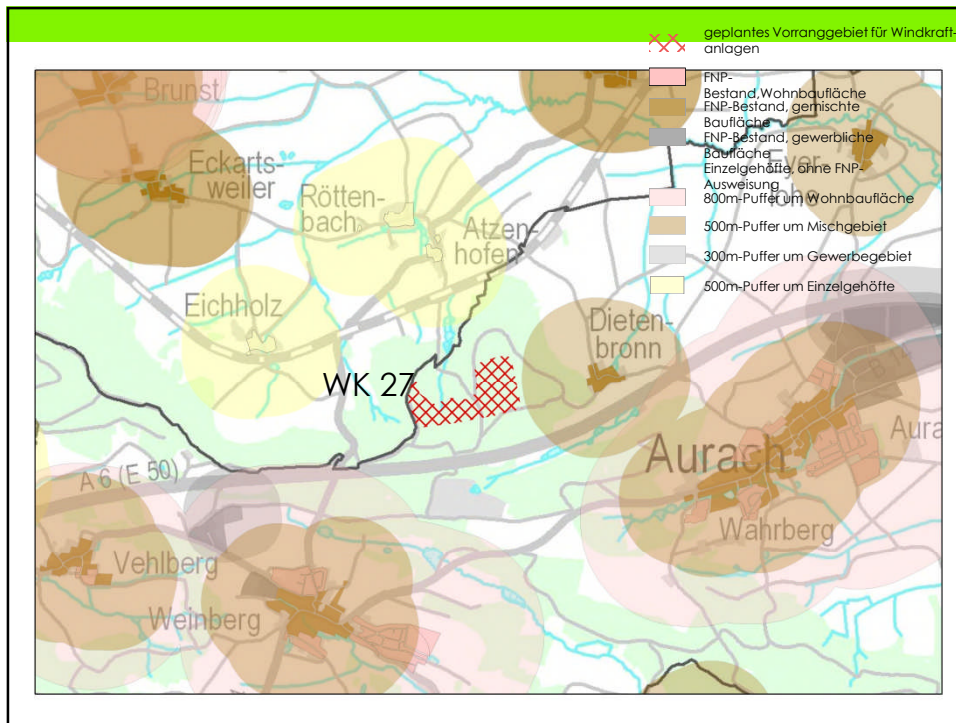 geplantes Vorranggebiet für Windkraft-
anlagen
FNP-
Bestand,Wohnbaufläche
FNP-Bestand, gemischte
Baufläche
FNP-Bestand, gewerbliche
Baufläche
Einzelgehöfte, ohne FNP-
Ausweisung
800m-Puffer um Wohnbaufläche
500m-Puffer um Mischgebiet
300m-Puffer um Gewerbegebiet
500m-Puffer um Einzelgehöfte
Brunst
Eckarts-
weiler
Rötten-
bach
Atzen-
hofen
Eyer-
lohe
Eichholz
Dieten-
bronn
WK 27
Aurach
Aura
A 6 (E 50)
Wahrberg
Vehlberg
Weinberg